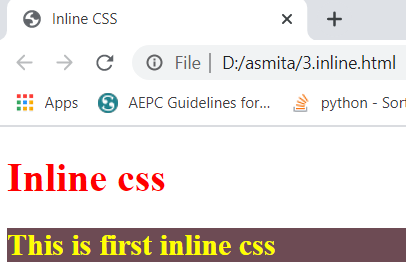 Inline CSS
File D:/asmita/3.inline.html
Apps AEPC Guidelines for... python - Sort
Inline css
This is first inline css